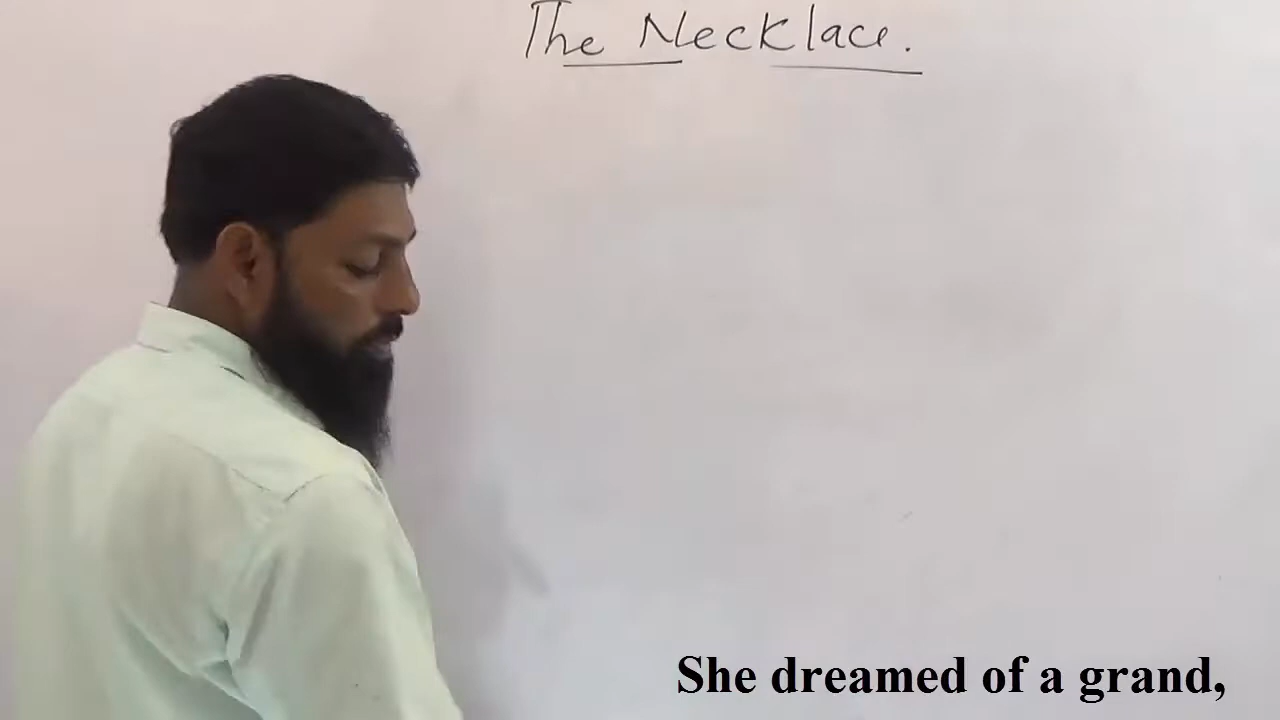 The Necklace.
She dreamed of a grand,